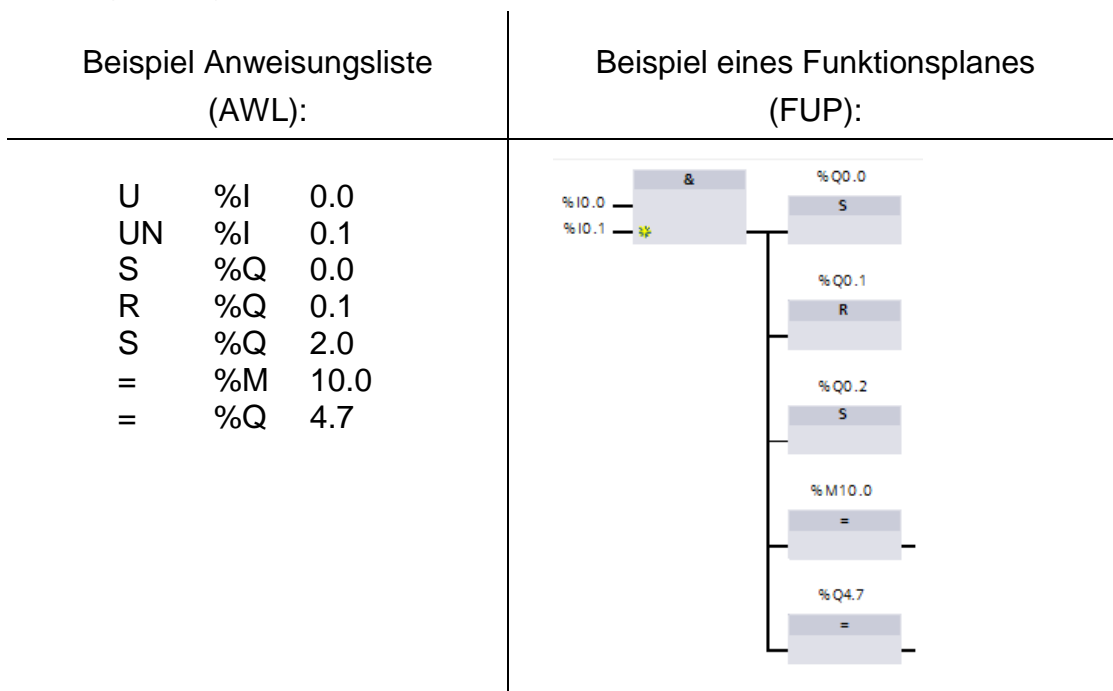 Beispiel Anweisungsliste
(AWL):
U %I 0.0
UN %I 0.1
S %Q 0.0
R %Q 0.1
S %Q 2.0
= %M 10.0
= %Q 4.7
Beispiel eines Funktionsplanes
(FUP):
& %Q0.0
%I0.0 S
%I0.1
%Q0.1
R
%Q0.2
S
%M10.0
=
%Q4.7
=